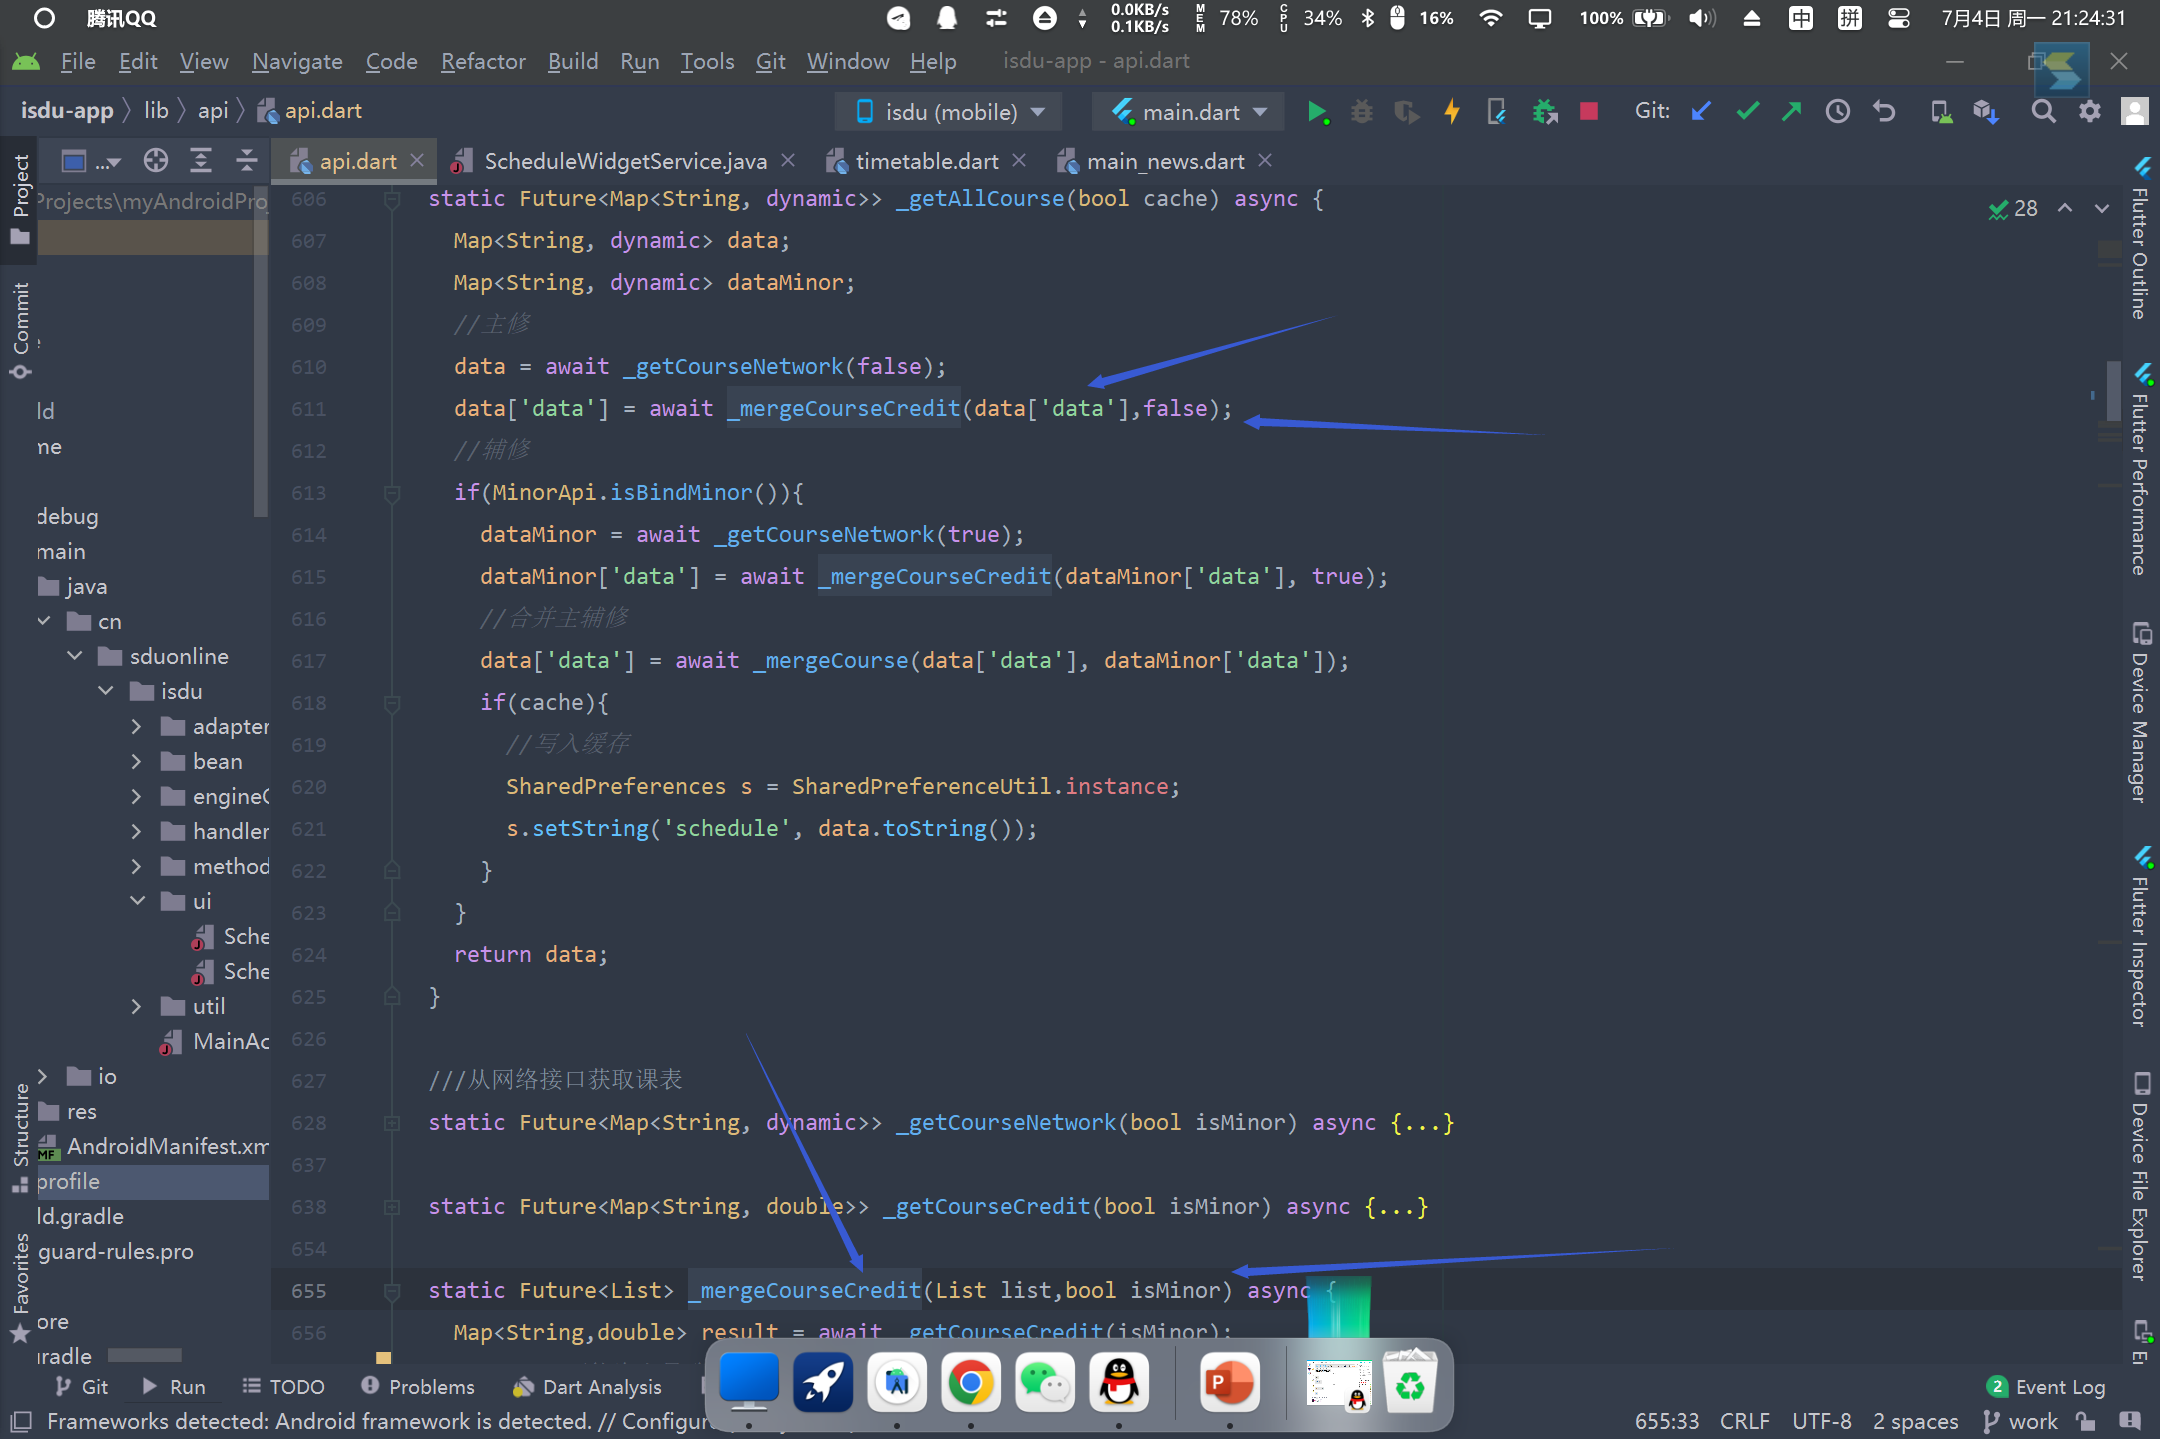 腾讯QQ
0.0KB/s
0.1KB/s
MEM 78%
CPU 34%
16%
100%
中
拼
7月4日 周一 21:24:31
File Edit View Navigate Code Refactor Build Run Tools Git Window Help isdu-app - api.dart
isdu-app lib api api.dart
isdu (mobile) main.dart Git:
... api.dart ScheduleWidgetService.java timetable.dart main_news.dart
Project
Commit
Structure
Favorites
Projects\myAndroidPro
ld
me
debug
main
java
cn
sduonline
isdu
adapter
bean
engine
handler
method
ui
Sche
Sche
util
MainAc
io
res
AndroidManifest.xm
profile
ld.gradle
guard-rules.pro
ore
gradle
28
606 static Future<Map<String, dynamic>> _getAllCourse(bool cache) async {
607 Map<String, dynamic> data;
608 Map<String, dynamic> dataMinor;
609 //主修
610 data = await _getCourseNetwork(false);
611 data['data'] = await _mergeCourseCredit(data['data'],false);
612 //辅修
613 if(MinorApi.isBindMinor()){
614 dataMinor = await _getCourseNetwork(true);
615 dataMinor['data'] = await _mergeCourseCredit(dataMinor['data'], true);
616 //合并主辅修
617 data['data'] = await _mergeCourse(data['data'], dataMinor['data']);
618 if(cache){
619 //写入缓存
620 SharedPreferences s = SharedPreferenceUtil.instance;
621 s.setString('schedule', data.toString());
622 }
623 }
624 return data;
625 }
626
627 ///从网络接口获取课表
628 static Future<Map<String, dynamic>> _getCourseNetwork(bool isMinor) async {...}
637
638 static Future<Map<String, double>> _getCourseCredit(bool isMinor) async {...}
654
655 static Future<List> _mergeCourseCredit(List list,bool isMinor) async {
656 Map<String,double> result = await _getCourseCredit(isMinor);
Flutter Outline
Flutter Performance
Device Manager
Flutter Inspector
Device File Explorer
Git Run TODO Problems Dart Analysis
2 Event Log
Frameworks detected: Android framework is detected. // Configur
655:33 CRLF UTF-8 2 spaces work